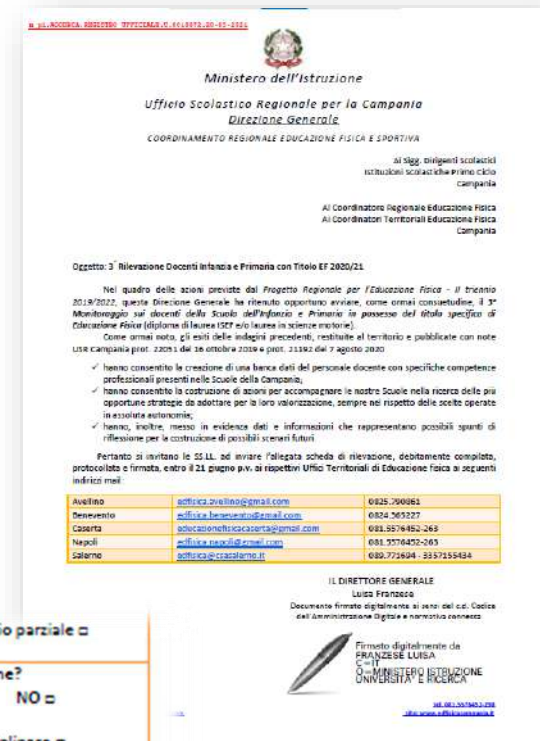 Ministero dell'Istruzione
Ufficio Scolastico Regionale per la Campania
Direzione Generale
COORDINAMENTO REGIONALE EDUCAZIONE FISICA E SPORTIVA
Ai Sigg. Dirigenti Scolastici
Istituzioni Scolastiche Primo Ciclo
Campania
Al Coordinatore Regionale Educazione Fisica
Ai Coordinatori Territoriali Educazione Fisica
Campania
Oggetto: 3° Rilevazione Docenti Infanzia e Primaria con Titolo EF 2020/21
Nel quadro delle azioni previste dal Progetto Regionale per l'Educazione Fisica - II triennio
2019/2022, questa Direzione Generale ha ritenuto opportuno avviare, come ormai consuetudine, il 3°
Monitoraggio sui docenti della Scuola dell'Infanzia e Primaria in possesso del titolo specifico di
Educazione Fisica (diploma di laurea ISEF e/o laurea in scienze motorie).
Come ormai noto, gli esiti delle indagini precedenti, restituite al territorio e pubblicate con note
USR Campania prot. 22051 del 16 ottobre 2019 e prot. 21192 del 7 agosto 2020
✓ hanno consentito la creazione di una banca dati del personale docente con specifiche competenze
professionali presenti nelle Scuole della Campania;
✓ hanno consentito la costruzione di azioni per accompagnare le nostre Scuole nella ricerca delle più
opportune strategie da adottare per la loro valorizzazione, sempre nel rispetto delle scelte operate
in assoluta autonomia;
✓ hanno, inoltre, messo in evidenza dati e informazioni che rappresentano possibili spunti di
riflessione per la costruzione di possibili scenari futuri
Pertanto si invitano le SS.LL. ad inviare l'allegata scheda di rilevazione, debitamente compilata,
protocollata e firmata, entro il 21 giugno p.v. ai rispettivi Uffici Territoriali di Educazione fisica ai seguenti
indirizzi mail:
Avellino edfisica.avellino@gmail.com 0825.790861
Benevento edfisica.benevento@gmail.com 0824.365227
Caserta educazionefisicacaserta@gmail.com 081.5576452-263
Napoli edfisica.napoli@gmail.com 081.5576452-263
Salerno edfisica@csasalerno.it 089.771694 - 3357155434
IL DIRETTORE GENERALE
Luisa Franzese
Documento firmato digitalmente ai sensi del c.d. Codice
dell'Amministrazione Digitale e normativa connessa
Firmato digitalmente da
FRANZESE LUISA
C=IT
O=MINISTERO ISTRUZIONE
UNIVERSITA' E RICERCA
io parziale □
ne?
NO □